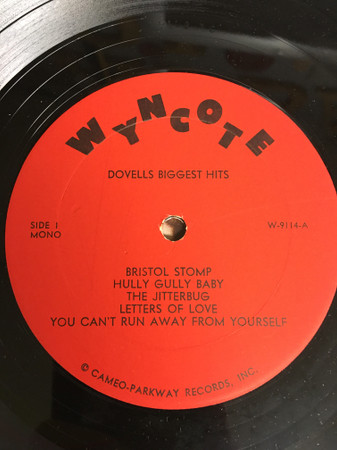 WYNCOTE
DOVELLS BIGGEST HITS
SIDE 1
MONO
W-9114-A
BRISTOL STOMP
HULLY GULLY BABY
THE JITTERBUG
LETTERS OF LOVE
YOU CAN'T RUN AWAY FROM YOURSELF
© CAMEO-PARKWAY RECORDS, INC.